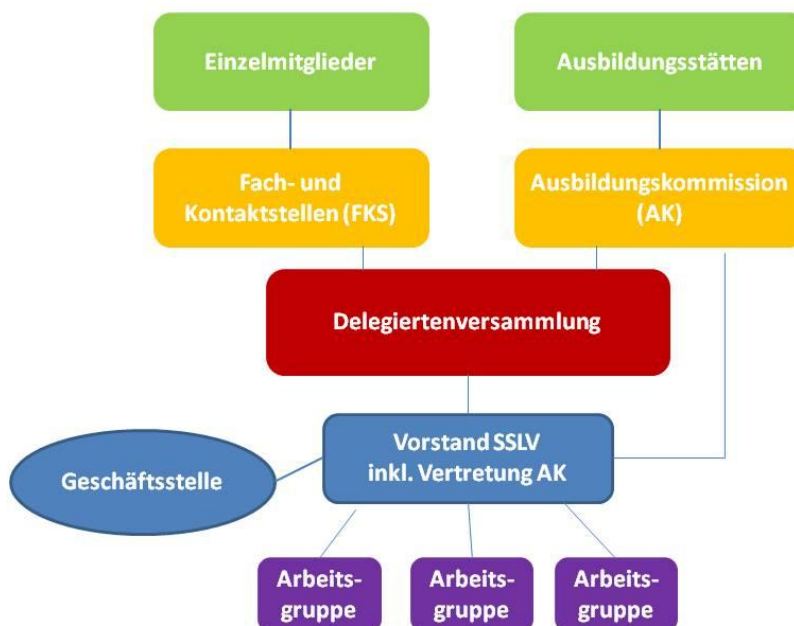 Einzelmitglieder
Ausbildungsstätten
Fach- und
Kontaktstellen (FKS)
Ausbildungskommission
(AK)
Delegiertenversammlung
Vorstand SSLV
inkl. Vertretung AK
Geschäftsstelle
Arbeits-
gruppe
Arbeits-
gruppe
Arbeits-
gruppe